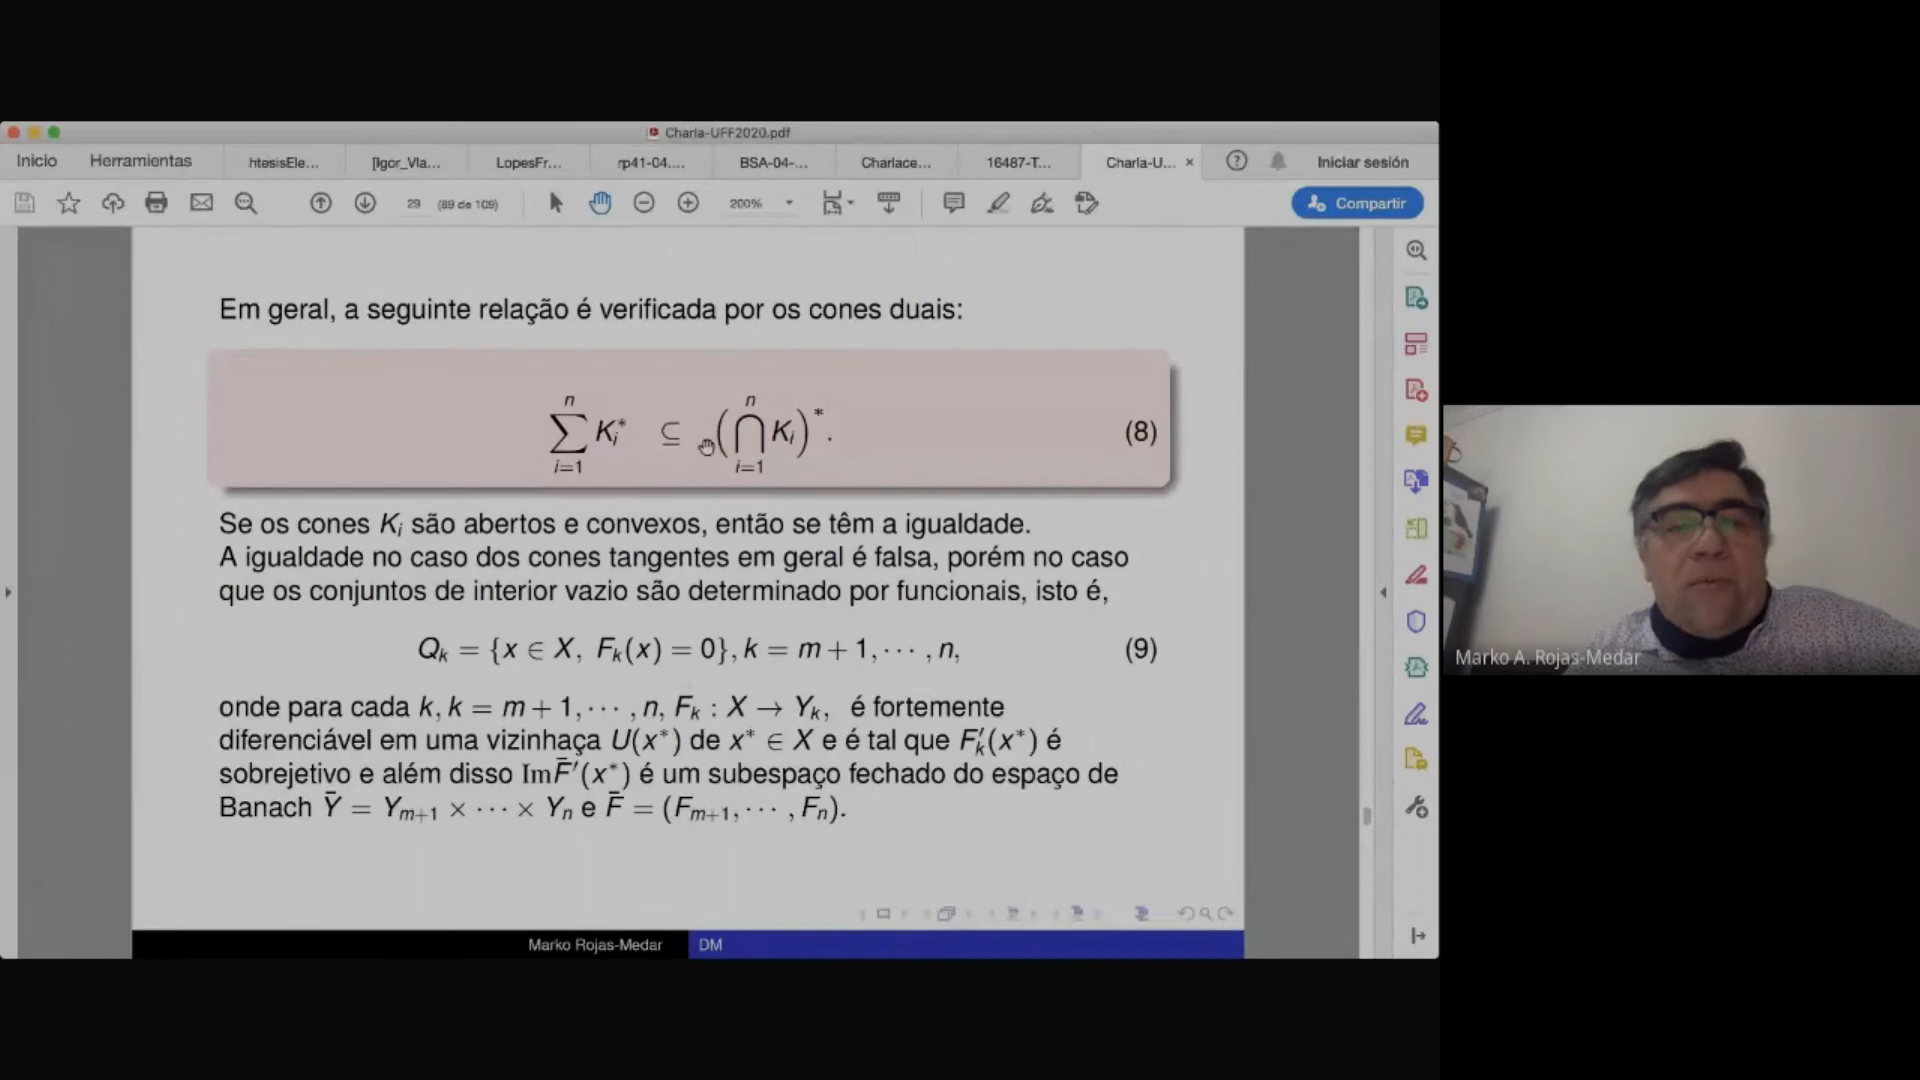 Charla-UFF2020.pdf
Inicio Herramientas htesisEle... [Igor_Vla... LopesFr... rp41-04.... BSA-04-... Charlace... 16487-T... Charla-U... × Iniciar sesión
29 (89 de 109) 200% Compartir
Em geral, a seguinte relação é verificada por os cones duais:
∑_{i=1}^{n} K_i^* ⊆ (⋂_{i=1}^{n} K_i)^*. (8)
Se os cones K_i são abertos e convexos, então se têm a igualdade.
A igualdade no caso dos cones tangentes em geral é falsa, porém no caso
que os conjuntos de interior vazio são determinado por funcionais, isto é,
Q_k = {x ∈ X, F_k(x) = 0}, k = m + 1, ⋯ , n, (9)
onde para cada k, k = m + 1, ⋯ , n, F_k : X → Y_k, é fortemente
diferenciável em uma vizinhaça U(x^*) de x^* ∈ X e é tal que F_k′(x^*) é
sobrejetivo e além disso ImF̄′(x^*) é um subespaço fechado do espaço de
Banach Ȳ = Y_{m+1} × ⋯ × Y_n e F̄ = (F_{m+1}, ⋯ , F_n).
Marko Rojas-Medar DM
Marko A. Rojas-Medar